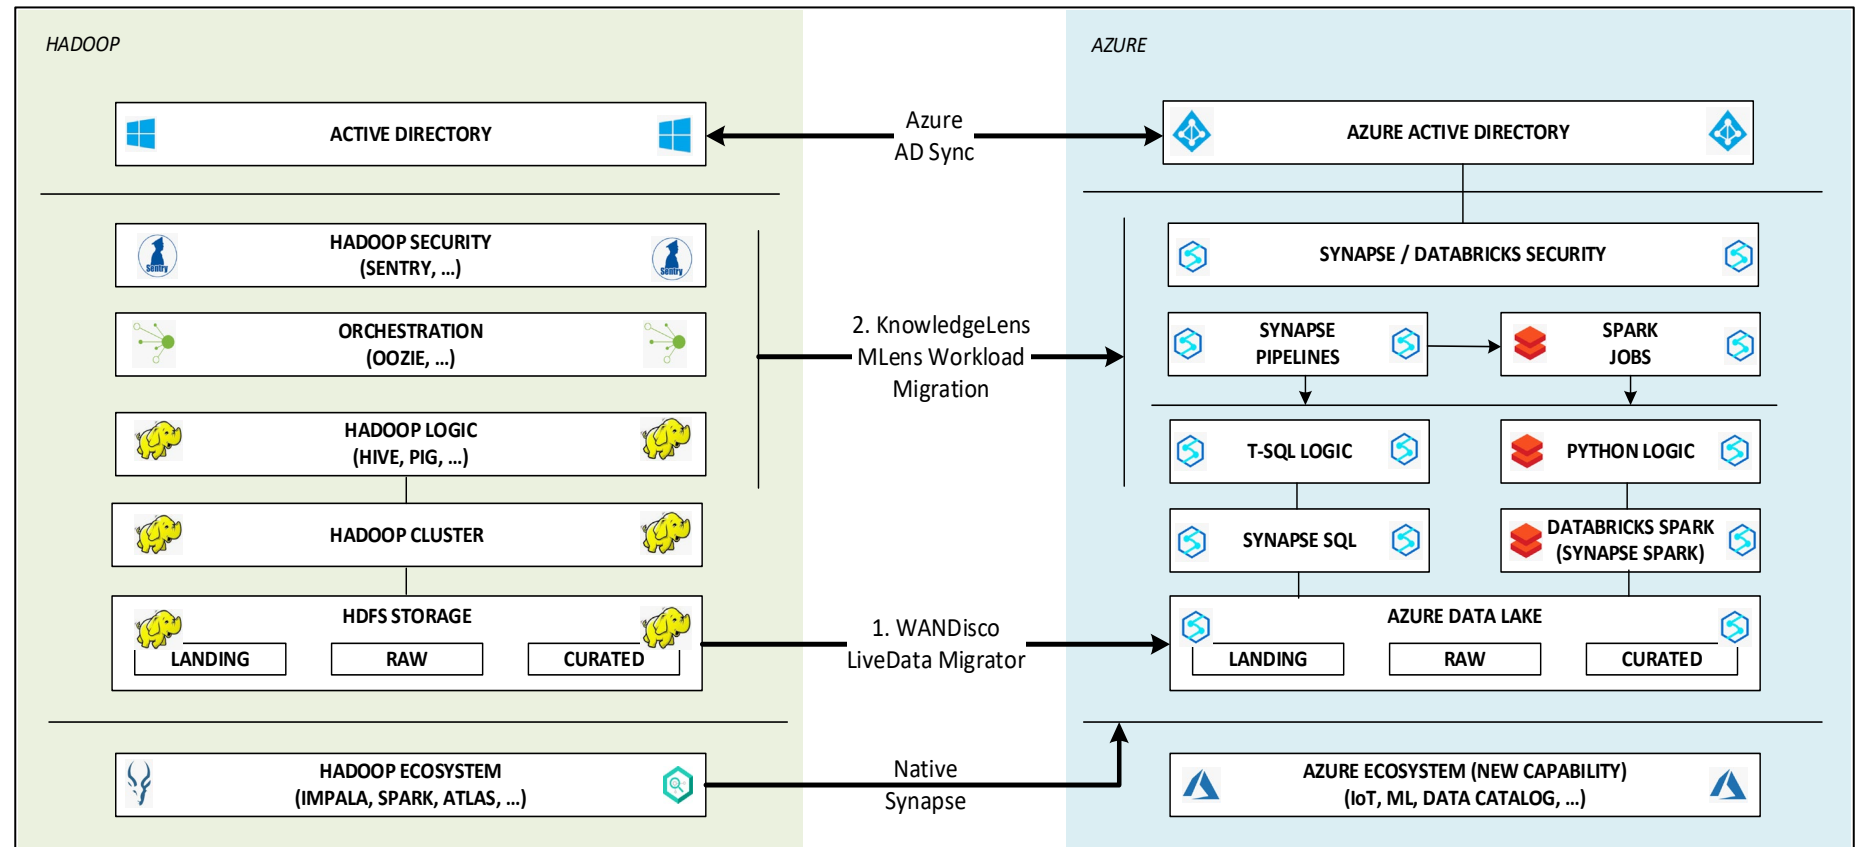 HADOOP
AZURE
ACTIVE DIRECTORY
Azure
AD Sync
AZURE ACTIVE DIRECTORY
HADOOP SECURITY
(SENTRY, ...)
Sentry
Sentry
SYNAPSE / DATABRICKS SECURITY
ORCHESTRATION
(OOZIE, ...)
2. KnowledgeLens
MLens Workload
Migration
SYNAPSE
PIPELINES
SPARK
JOBS
HADOOP LOGIC
(HIVE, PIG, ...)
T-SQL LOGIC
PYTHON LOGIC
HADOOP CLUSTER
SYNAPSE SQL
DATABRICKS SPARK
(SYNAPSE SPARK)
HDFS STORAGE
LANDING
RAW
CURATED
1. WANDisco
LiveData Migrator
AZURE DATA LAKE
LANDING
RAW
CURATED
HADOOP ECOSYSTEM
(IMPALA, SPARK, ATLAS, ...)
Native
Synapse
AZURE ECOSYSTEM (NEW CAPABILITY)
(IoT, ML, DATA CATALOG, ...)